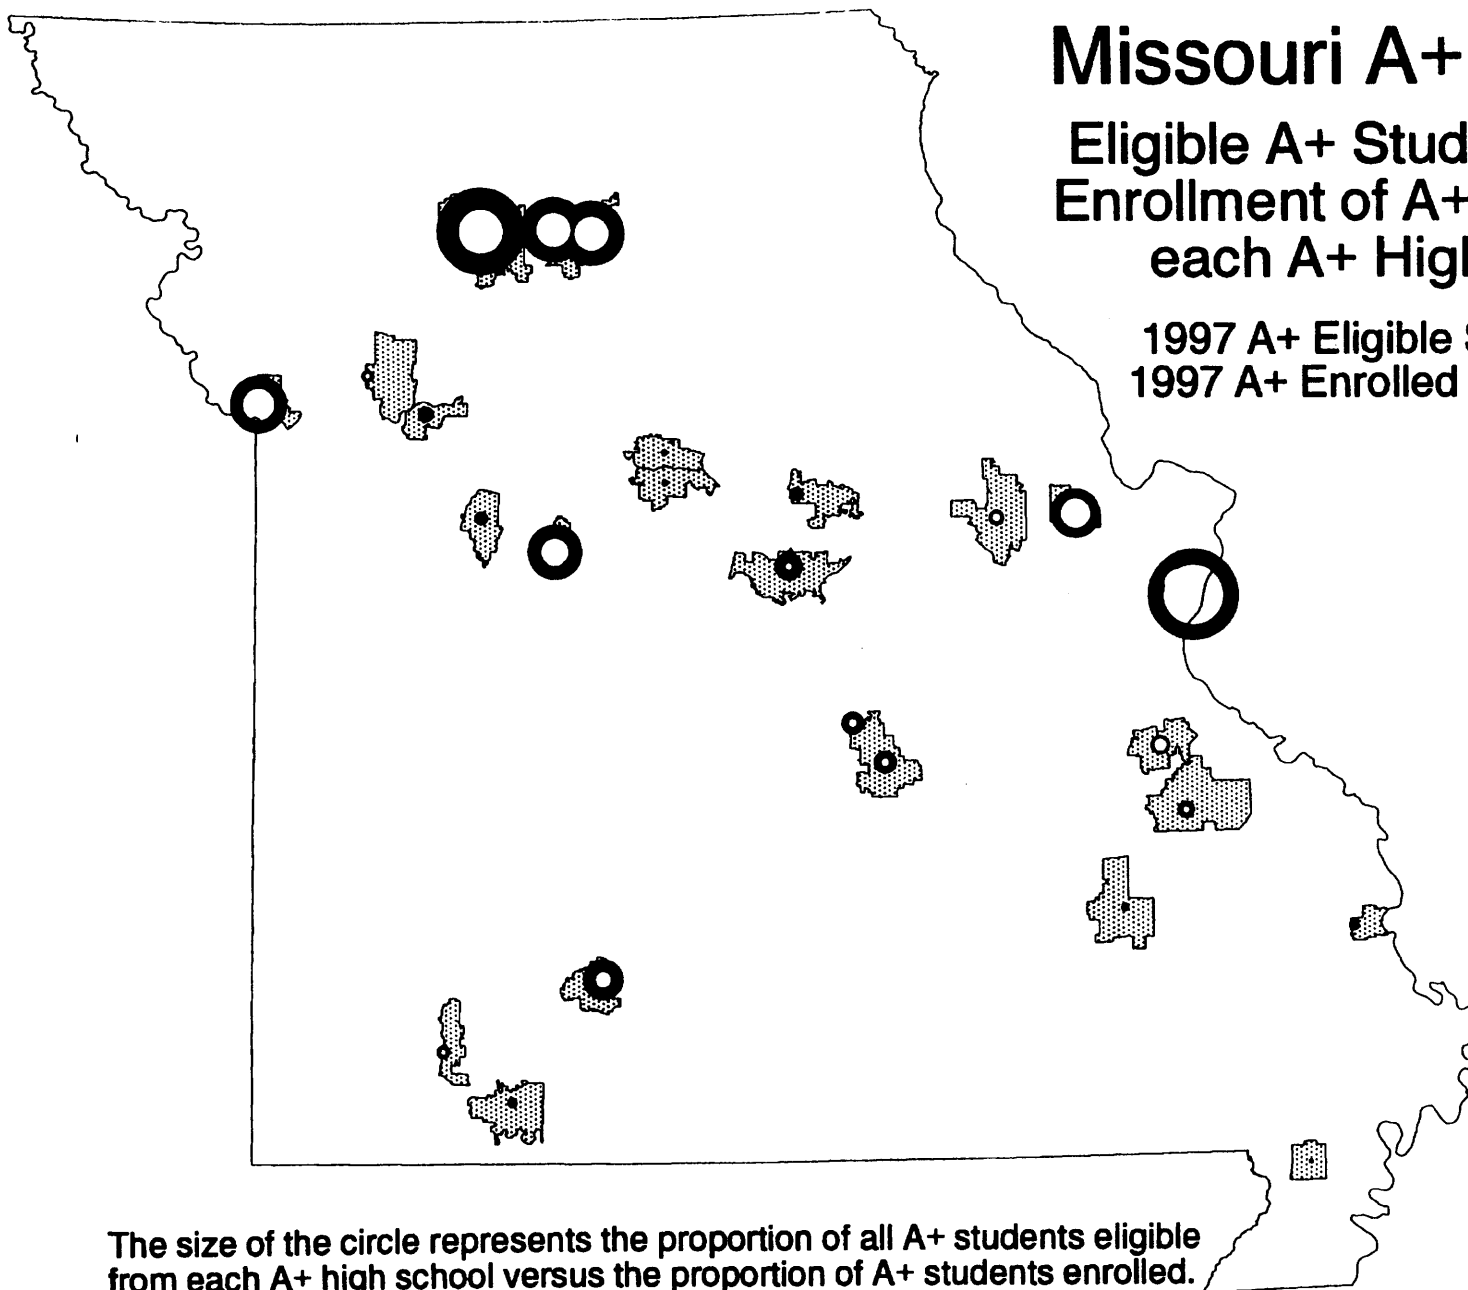 Missouri A+
Eligible A+ Stud
Enrollment of A+
each A+ Higl
1997 A+ Eligible
1997 A+ Enrolled
The size of the circle represents the proportion of all A+ students eligible
from each A+ high school versus the proportion of A+ students enrolled.